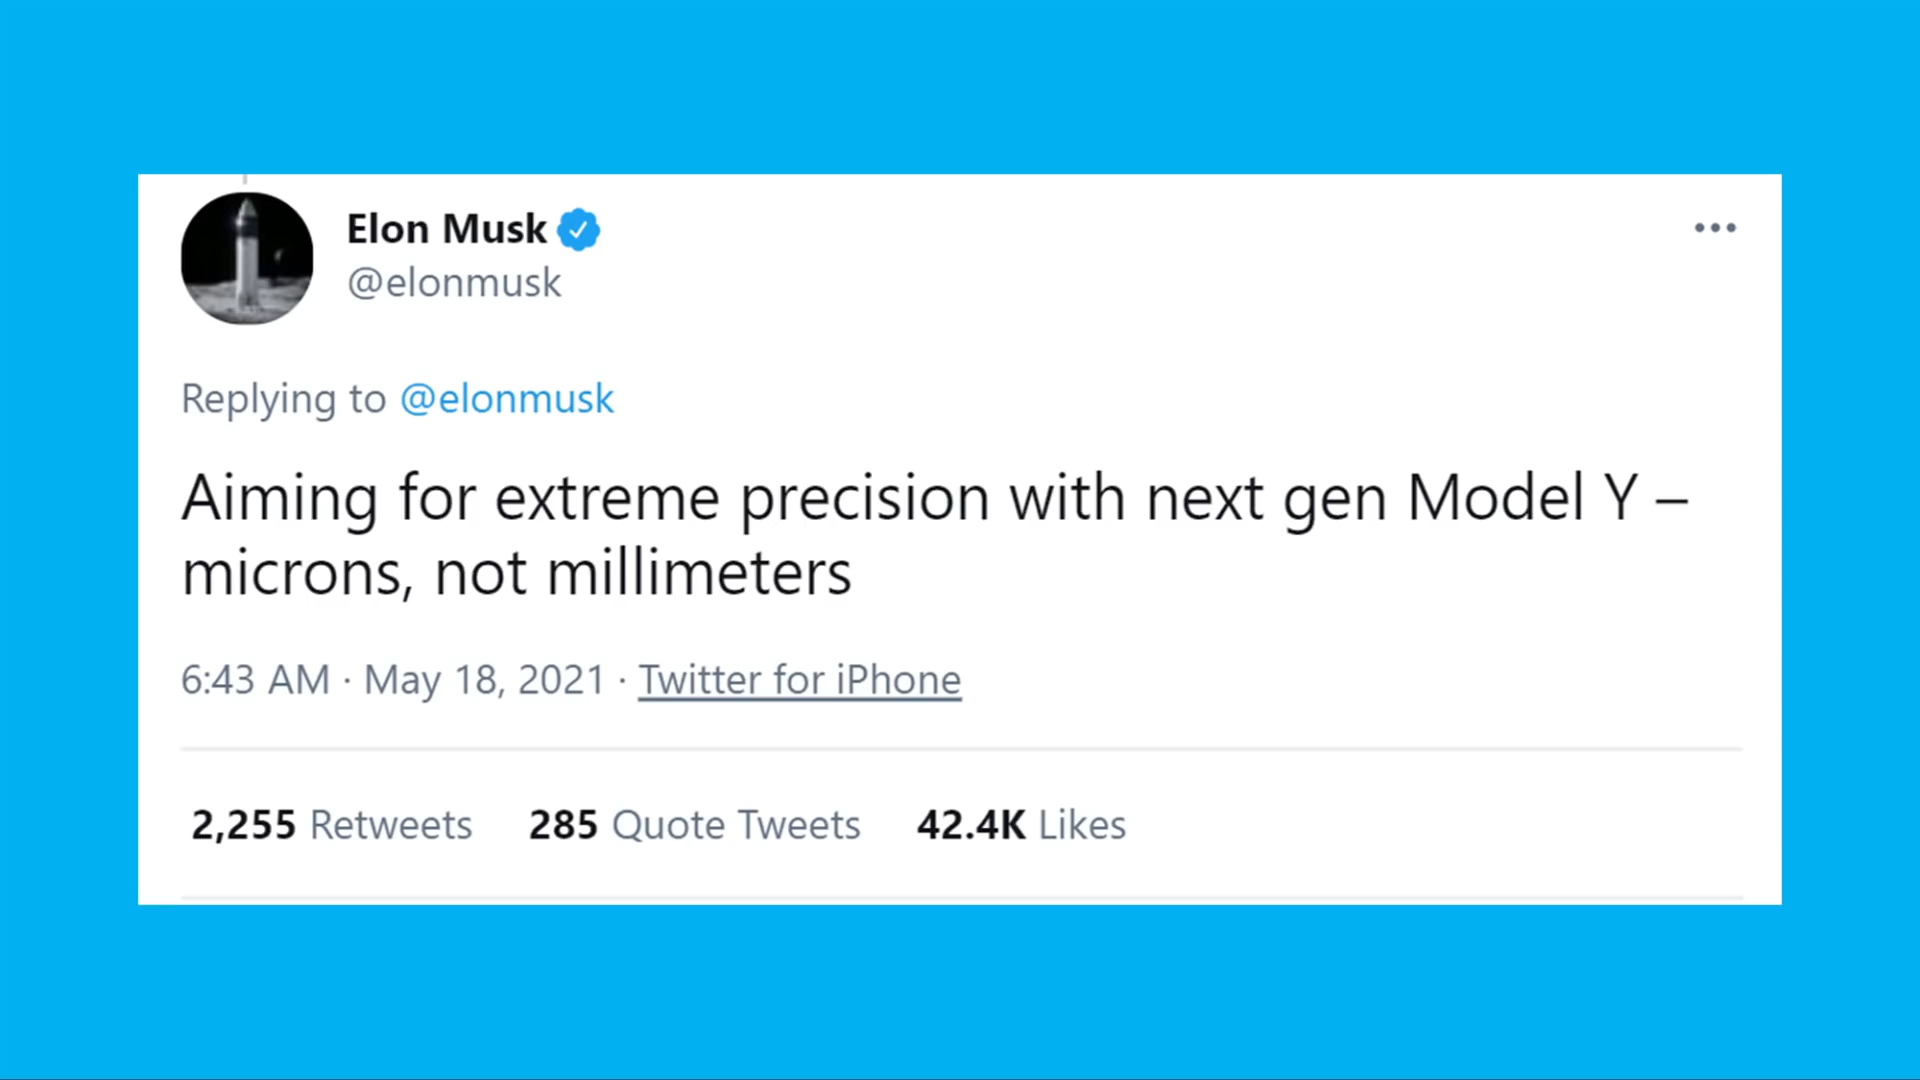 Elon Musk
@elonmusk
Replying to @elonmusk
Aiming for extreme precision with next gen Model Y –
microns, not millimeters
6:43 AM · May 18, 2021 · Twitter for iPhone
2,255 Retweets 285 Quote Tweets 42.4K Likes